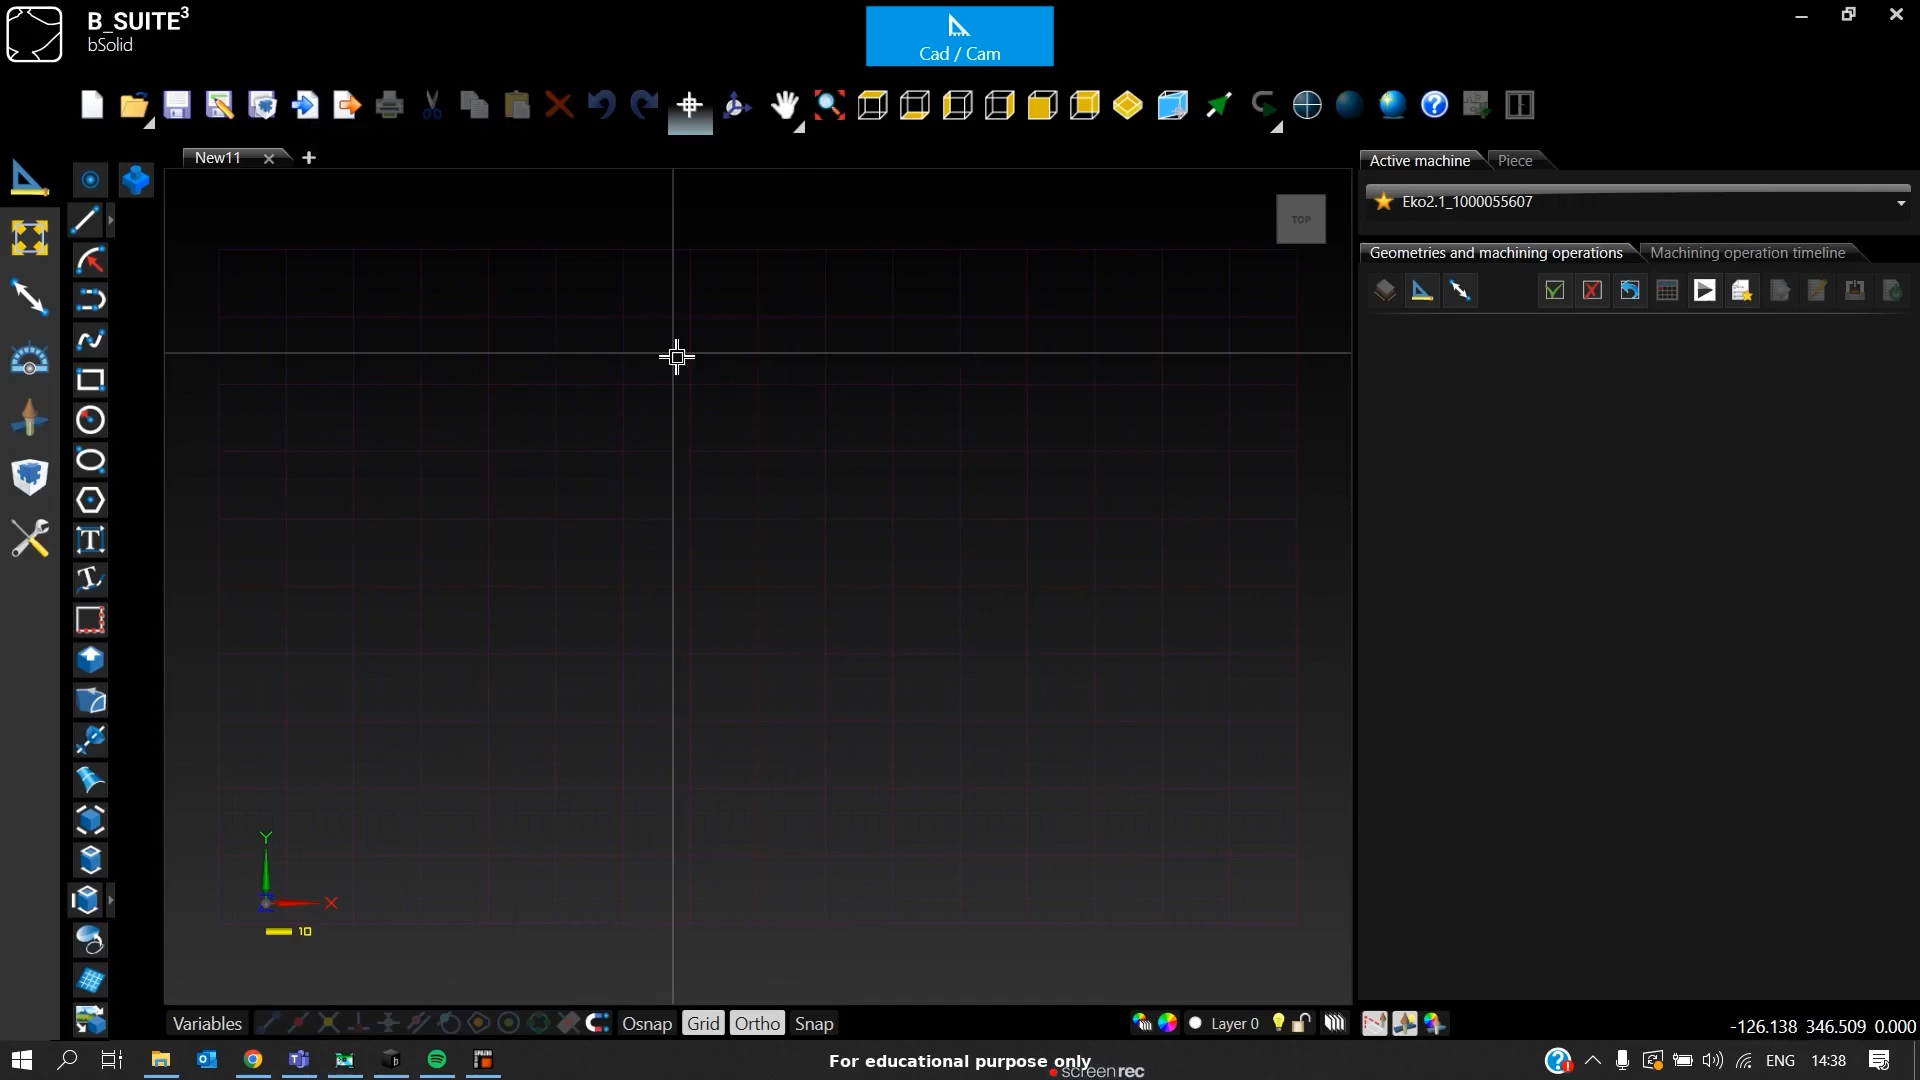 B_SUITE³
bSolid
Cad / Cam
New11
TOP
Active machine
Piece
Eko2.1_1000055607
Geometries and machining operations
Machining operation timeline
Y
X
10
Variables
Osnap
Grid
Ortho
Snap
Layer 0
-126.138 346.509 0.000
For educational purpose only
screenrec
ENG
14:38